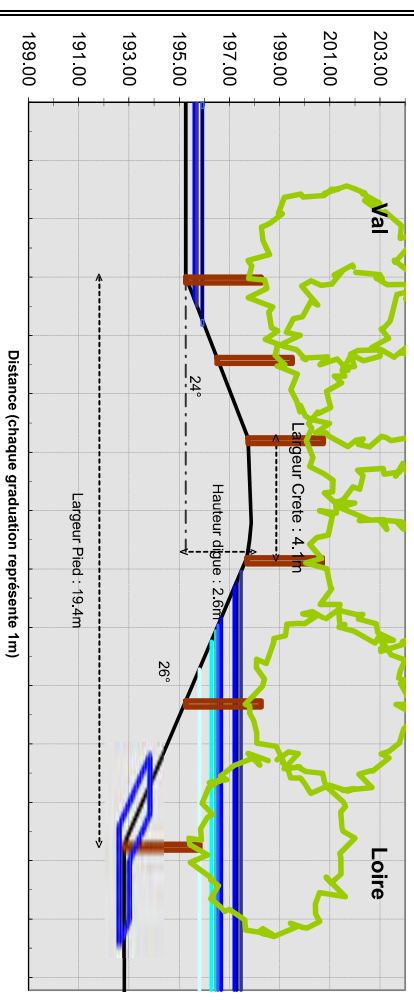 203.00
201.00
199.00
197.00
195.00
193.00
191.00
189.00
Val
Loire
Largeur Crete : 4.1m
Hauteur digue : 2.6m
24°
26°
Largeur Pied : 19.4m
Distance (chaque graduation représente 1m)